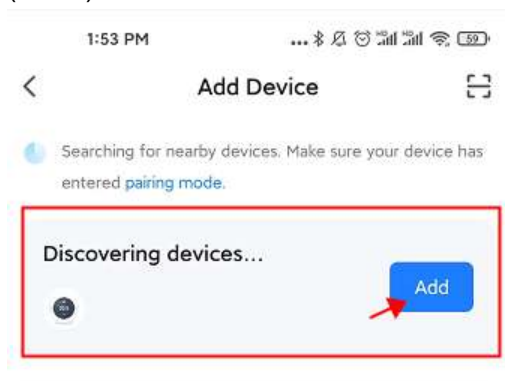 1:53 PM
59
Add Device
Searching for nearby devices. Make sure your device has
entered pairing mode.
Discovering devices...
Add